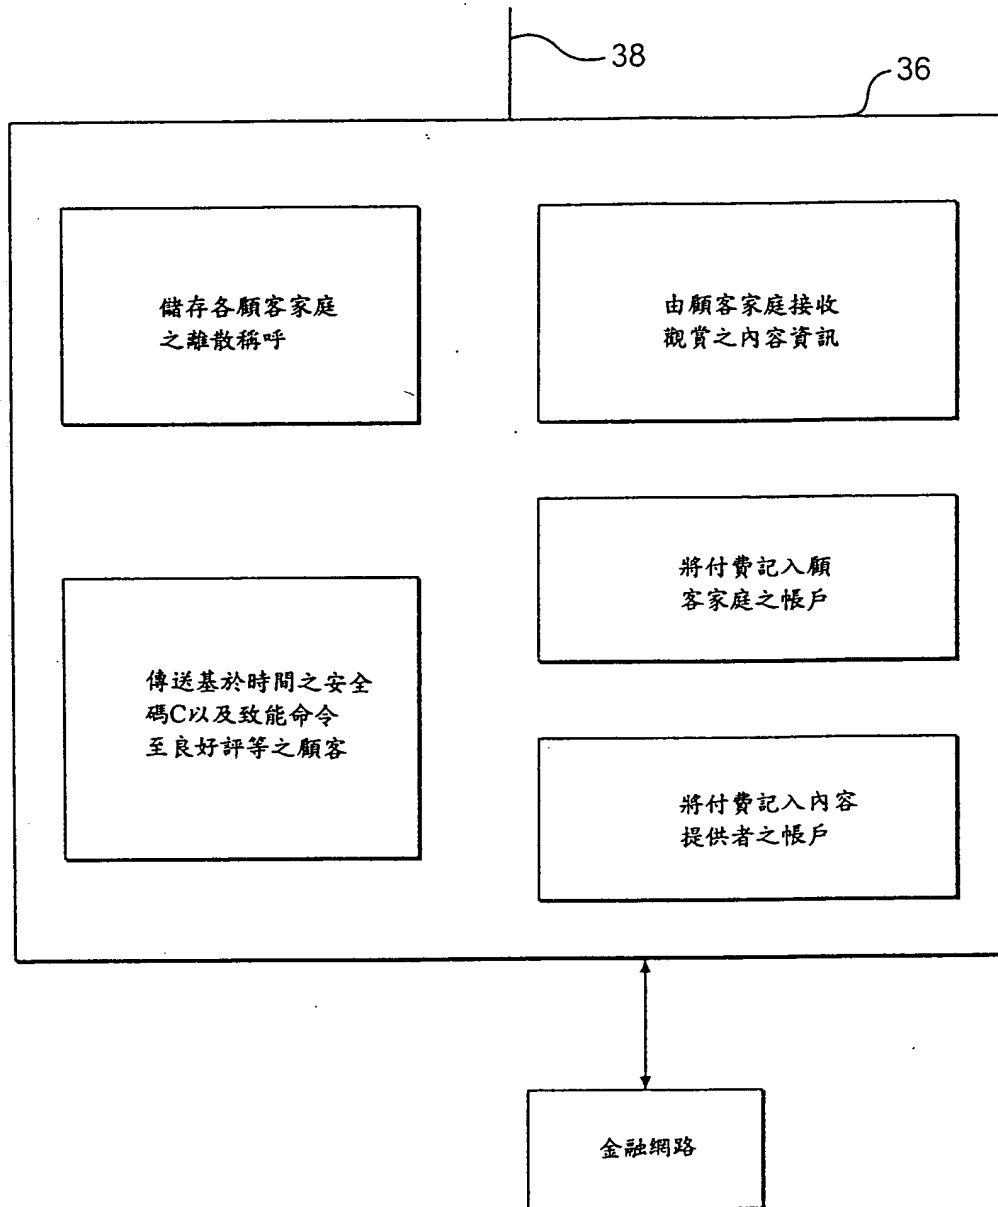 38
36
儲存各顧客家庭
之離散稱呼
由顧客家庭接收
觀賞之內容資訊
將付費記入顧
客家庭之帳戶
傳送基於時間之安全
碼C以及致能命令
至良好評等之顧客
將付費記入內容
提供者之帳戶
金融網路